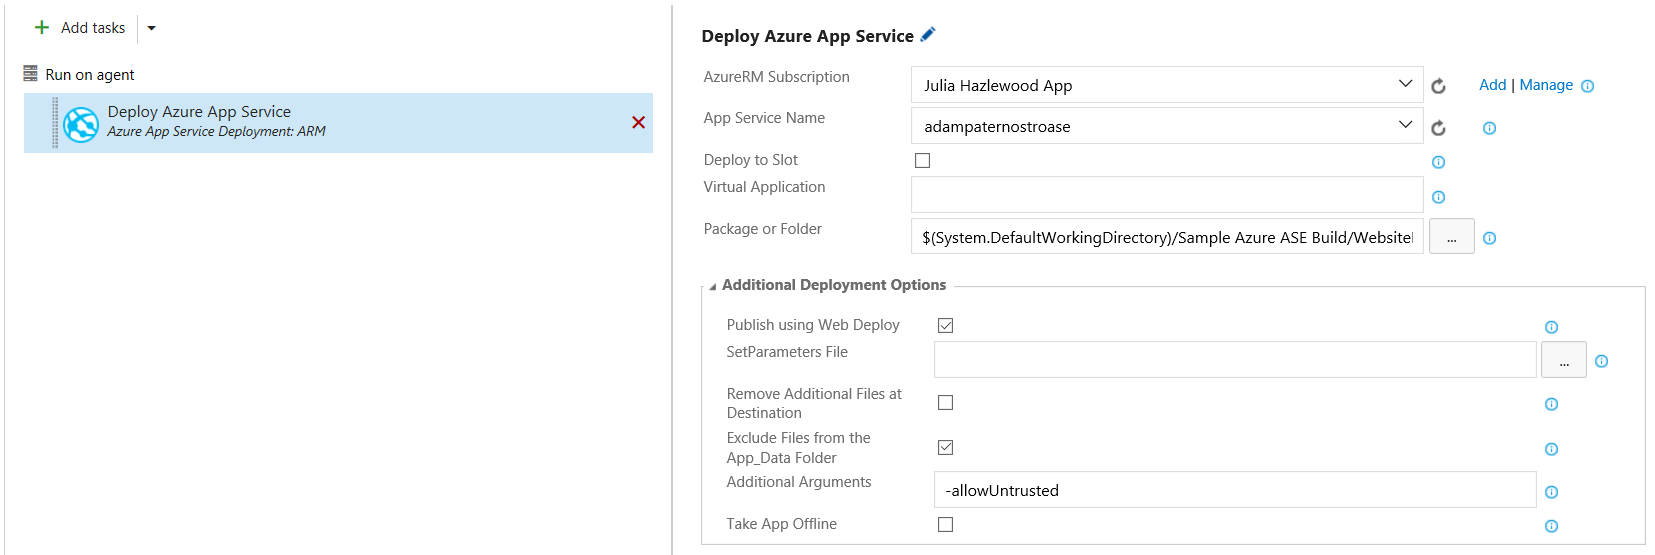 Add tasks
Run on agent
Deploy Azure App Service
Azure App Service Deployment: ARM
Deploy Azure App Service
AzureRM Subscription
Julia Hazlewood App
Add | Manage
App Service Name
adampaternostroase
Deploy to Slot
Virtual Application
Package or Folder
$(System.DefaultWorkingDirectory)/Sample Azure ASE Build/Website
...
Additional Deployment Options
Publish using Web Deploy
SetParameters File
...
Remove Additional Files at
Destination
Exclude Files from the
App_Data Folder
Additional Arguments
-allowUntrusted
Take App Offline